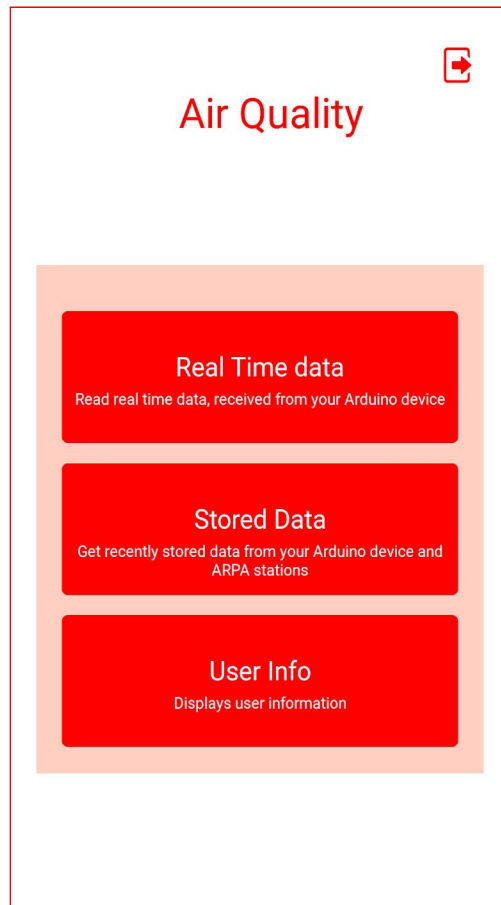 Air Quality
Real Time data
Read real time data, received from your Arduino device
Stored Data
Get recently stored data from your Arduino device and
ARPA stations
User Info
Displays user information